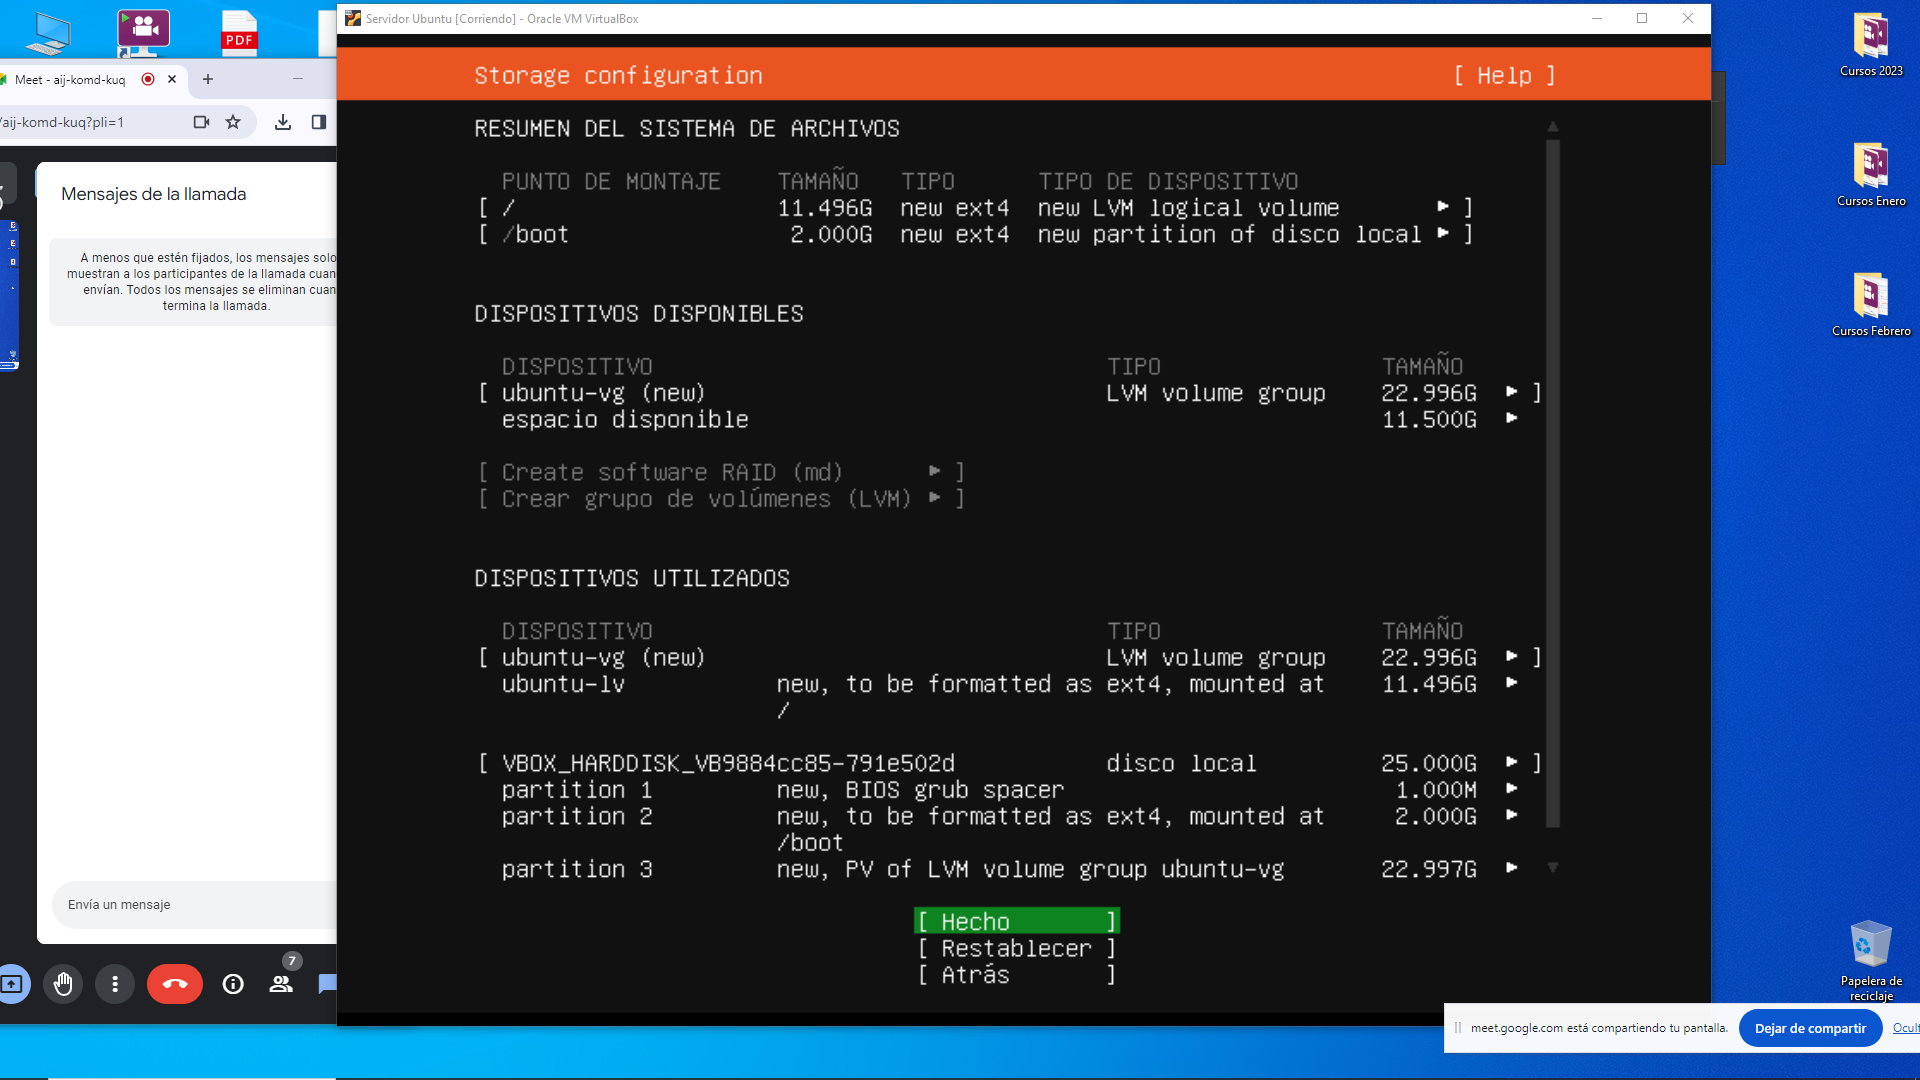 Servidor Ubuntu [Corriendo] - Oracle VM VirtualBox
PDF
Cursos 2023
Cursos Enero
Cursos Febrero
Papelera de
reciclaje
Meet - aij-komd-kuq
/aij-komd-kuq?pli=1
Mensajes de la llamada
A menos que estén fijados, los mensajes solo
muestran a los participantes de la llamada cuan
envían. Todos los mensajes se eliminan cuan
termina la llamada.
Envía un mensaje
7
Storage configuration [ Help ]
RESUMEN DEL SISTEMA DE ARCHIVOS
PUNTO DE MONTAJE TAMAÑO TIPO TIPO DE DISPOSITIVO
[ / 11.496G new ext4 new LVM logical volume ▸ ]
[ /boot 2.000G new ext4 new partition of disco local ▸ ]
DISPOSITIVOS DISPONIBLES
DISPOSITIVO TIPO TAMAÑO
[ ubuntu-vg (new) LVM volume group 22.996G ▸ ]
espacio disponible 11.500G ▸
[ Create software RAID (md) ▸ ]
[ Crear grupo de volúmenes (LVM) ▸ ]
DISPOSITIVOS UTILIZADOS
DISPOSITIVO TIPO TAMAÑO
[ ubuntu-vg (new) LVM volume group 22.996G ▸ ]
ubuntu-lv new, to be formatted as ext4, mounted at 11.496G ▸
/
[ VBOX_HARDDISK_VB9884cc85-791e502d disco local 25.000G ▸ ]
partition 1 new, BIOS grub spacer 1.000M ▸
partition 2 new, to be formatted as ext4, mounted at 2.000G ▸
/boot
partition 3 new, PV of LVM volume group ubuntu-vg 22.997G ▸
[ Hecho ]
[ Restablecer ]
[ Atrás ]
meet.google.com está compartiendo tu pantalla. Dejar de compartir Ocult